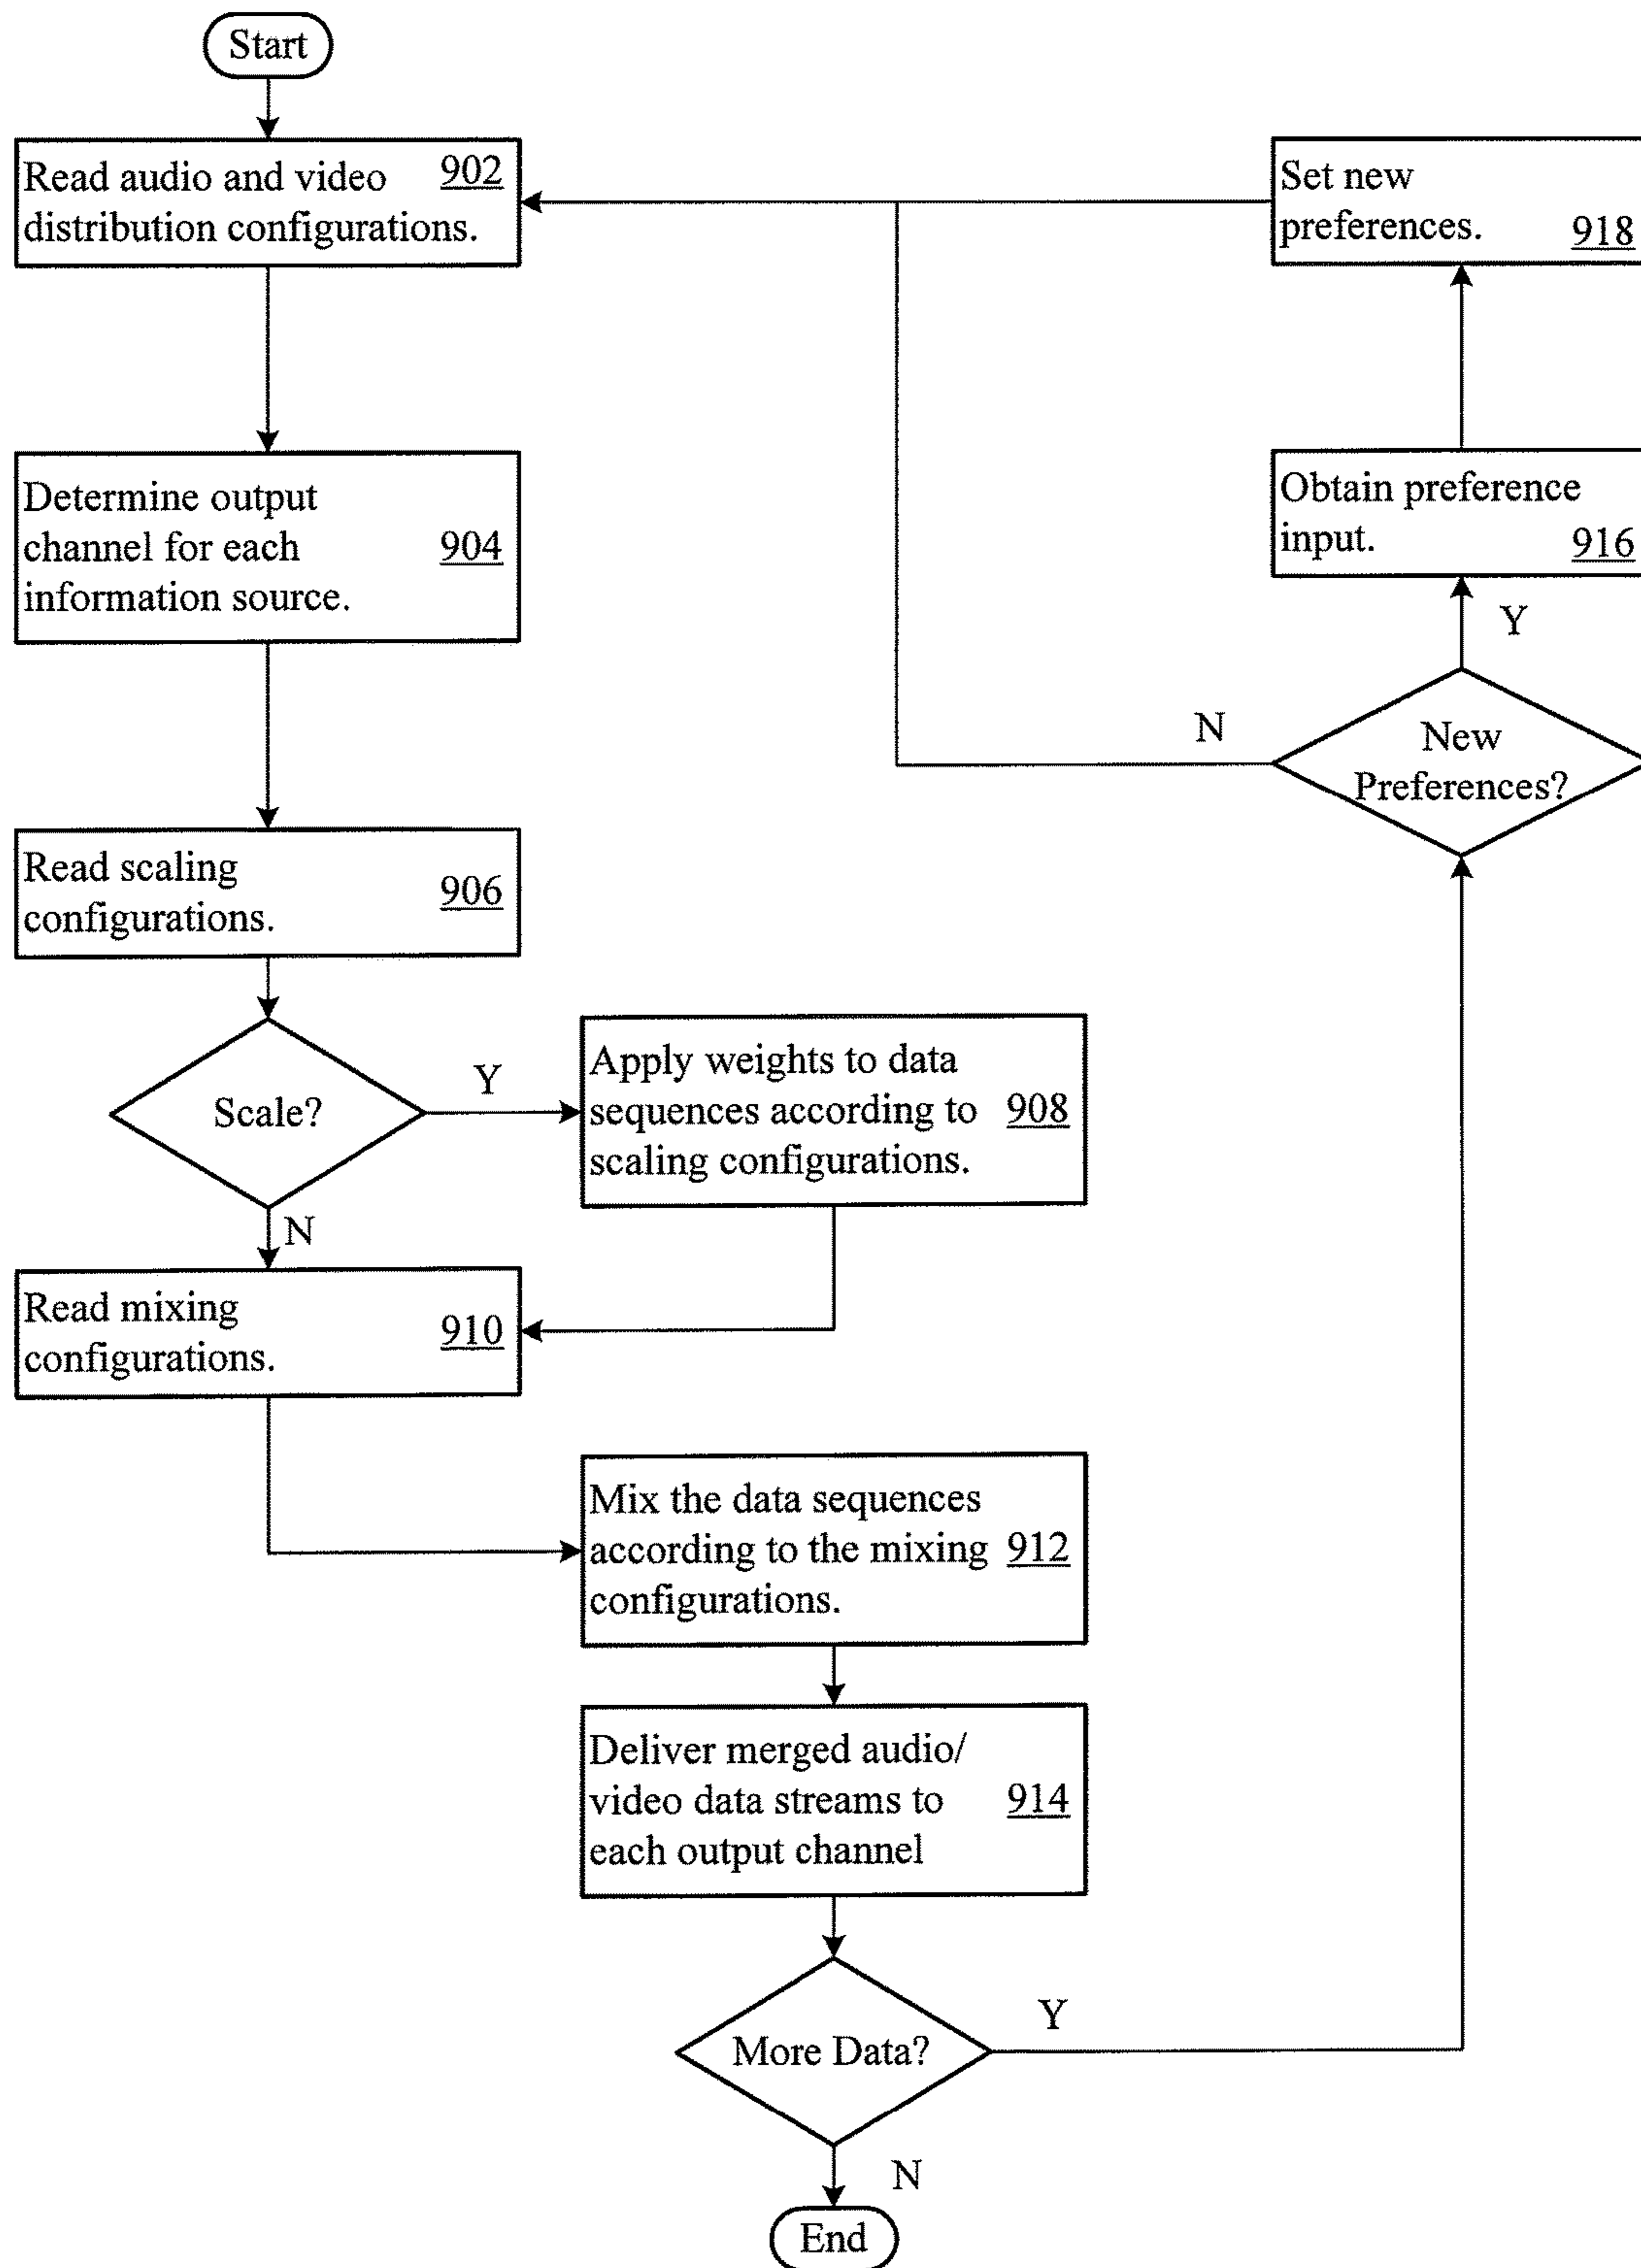 Start
Read audio and video 902
distribution configurations.
Determine output
channel for each 904
information source.
Read scaling
906
configurations.
Scale?
Y
N
Apply weights to data
sequences according to 908
scaling configurations.
Read mixing
910
configurations.
Mix the data sequences
according to the mixing 912
configurations.
Deliver merged audio/
video data streams to 914
each output channel
More Data?
Y
N
End
New
Preferences?
N
Y
Obtain preference
input. 916
Set new
preferences. 918